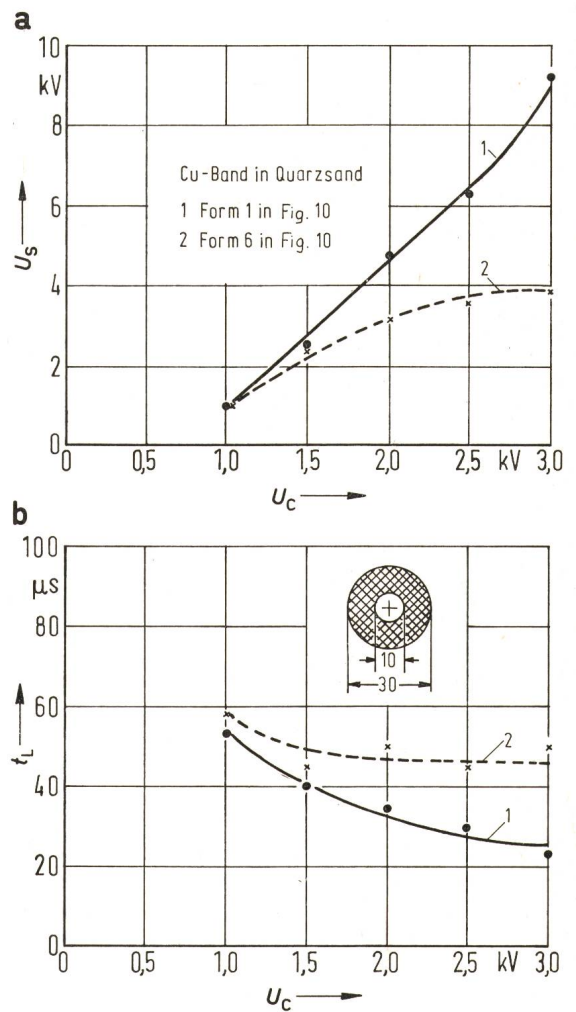 a
10
kV
8
6
4
2
0
U_S
Cu-Band in Quarzsand
1 Form 1 in Fig. 10
2 Form 6 in Fig. 10
1
2
0 0,5 1,0 1,5 2,0 2,5 kV 3,0
U_C
b
100
µs
80
60
40
20
0
t_L
10
30
2
1
0 0,5 1,0 1,5 2,0 2,5 kV 3,0
U_C